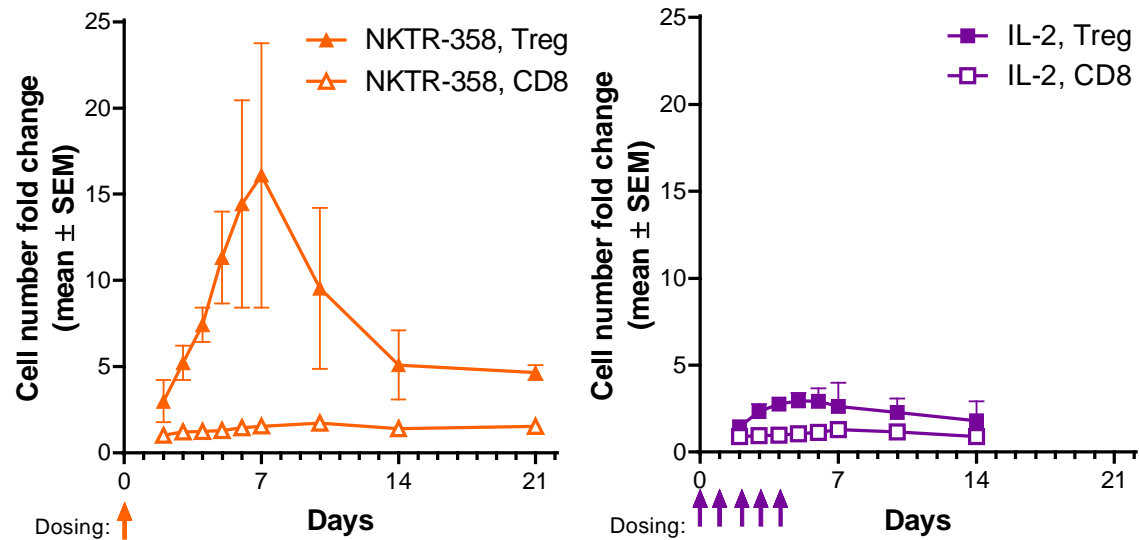 25
20
15
10
5
0
Cell number fold change
(mean ± SEM)
NKTR-358, Treg
NKTR-358, CD8
0
7
14
21
Dosing:
Days
25
20
15
10
5
0
Cell number fold change
(mean ± SEM)
IL-2, Treg
IL-2, CD8
0
7
14
21
Dosing:
Days